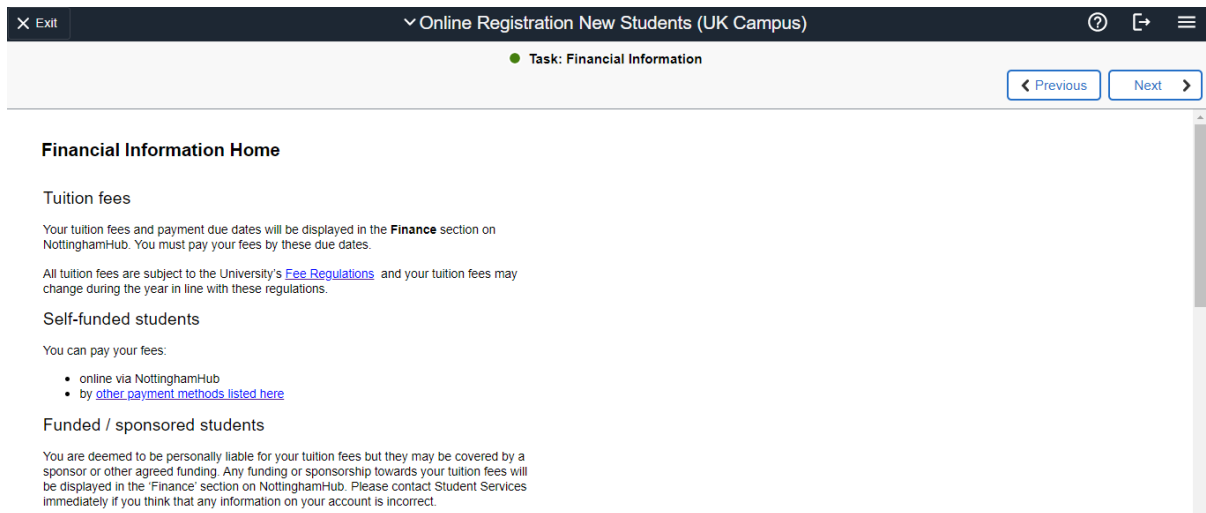 Exit
Online Registration New Students (UK Campus)
Task: Financial Information
Previous
Next
Financial Information Home
Tuition fees
Your tuition fees and payment due dates will be displayed in the Finance section on
NottinghamHub. You must pay your fees by these due dates.
All tuition fees are subject to the University's Fee Regulations and your tuition fees may
change during the year in line with these regulations.
Self-funded students
You can pay your fees:
• online via NottinghamHub
• by other payment methods listed here
Funded / sponsored students
You are deemed to be personally liable for your tuition fees but they may be covered by a
sponsor or other agreed funding. Any funding or sponsorship towards your tuition fees will
be displayed in the 'Finance' section on NottinghamHub. Please contact Student Services
immediately if you think that any information on your account is incorrect.